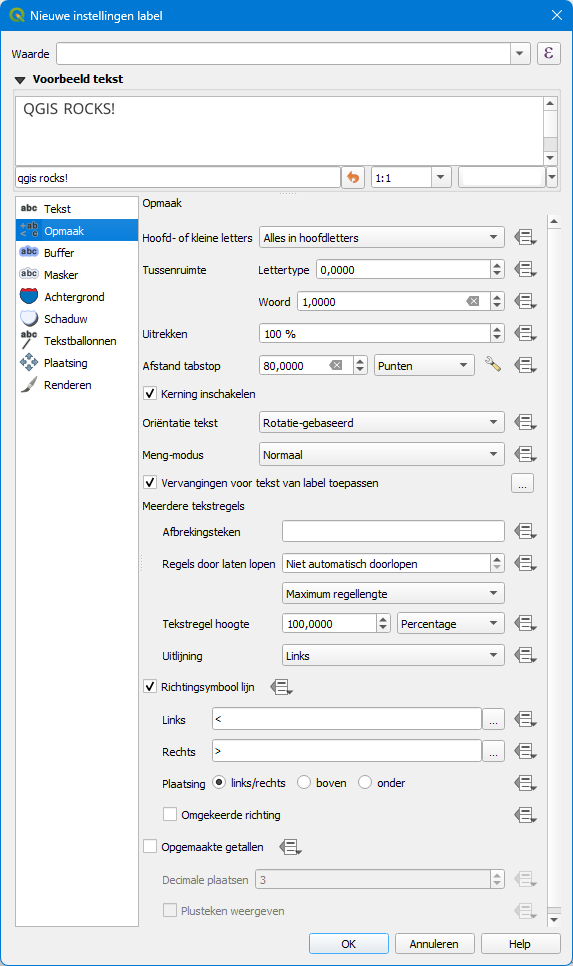 Nieuwe instellingen label
Waarde
ε
Voorbeeld tekst
QGIS ROCKS!
qgis rocks!
1:1
abc Tekst
Opmaak
+ab < c Opmaak
abc Buffer
abc Masker
Achtergrond
Schaduw
abc Tekstballonnen
Plaatsing
Renderen
Hoofd- of kleine letters Alles in hoofdletters
Tussenruimte Lettertype 0,0000
Woord 1,0000
Uitrekken 100 %
Afstand tabstop 80,0000 Punten
Kerning inschakelen
Oriëntatie tekst Rotatie-gebaseerd
Meng-modus Normaal
Vervangingen voor tekst van label toepassen ...
Meerdere tekstregels
Afbrekingsteken
Regels door laten lopen Niet automatisch doorlopen
Maximum regellengte
Tekstregel hoogte 100,0000 Percentage
Uitlijning Links
Richtingsymbool lijn
Links < ...
Rechts > ...
Plaatsing links/rechts boven onder
Omgekeerde richting
Opgemaakte getallen
Decimale plaatsen 3
Plusteken weergeven
OK Annuleren Help